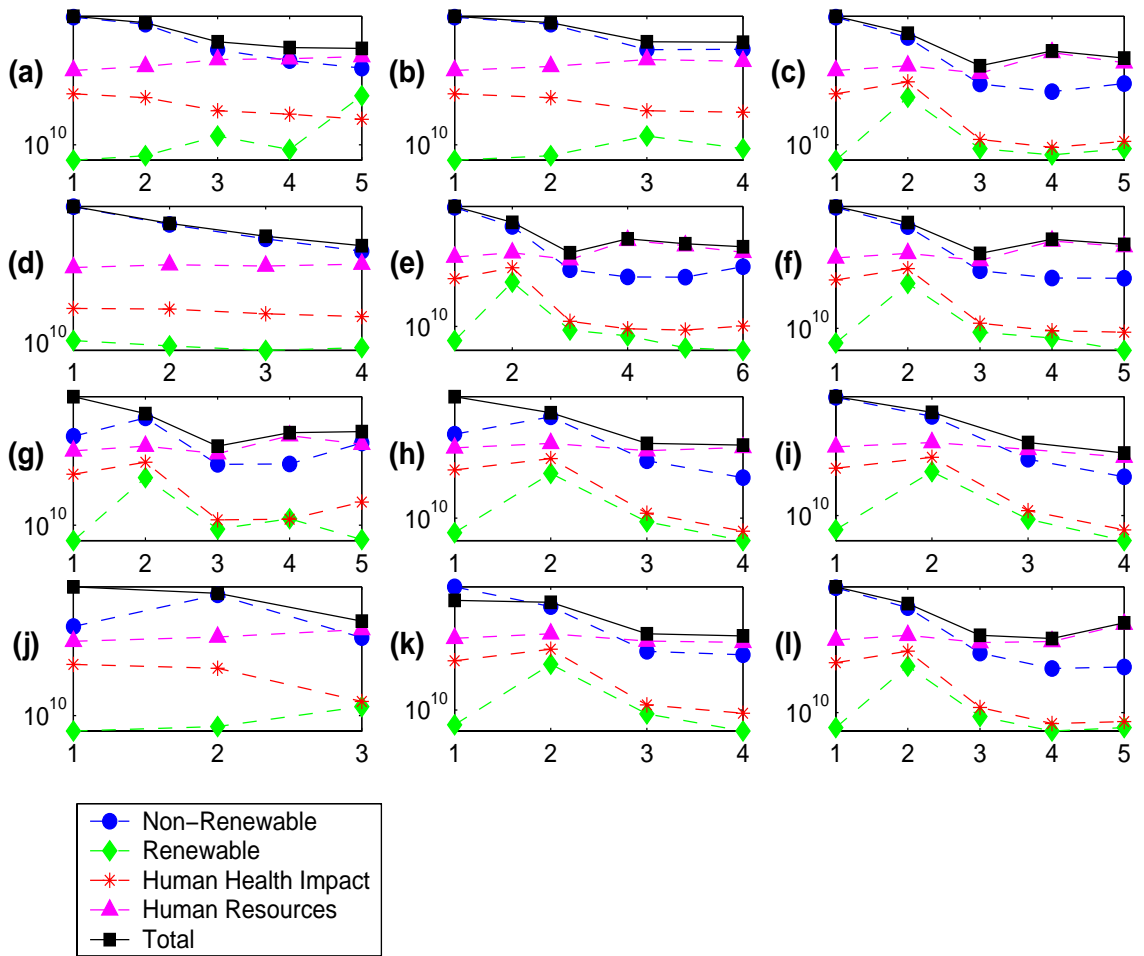 (a) (b) (c)
10^10 10^10 10^10
1 2 3 4 5 1 2 3 4 1 2 3 4 5
(d) (e) (f)
10^10 10^10 10^10
1 2 3 4 2 4 6 1 2 3 4 5
(g) (h) (i)
10^10 10^10 10^10
1 2 3 4 5 1 2 3 4 1 2 3 4
(j) (k) (l)
10^10 10^10 10^10
1 2 3 1 2 3 4 1 2 3 4 5
Non-Renewable
Renewable
Human Health Impact
Human Resources
Total